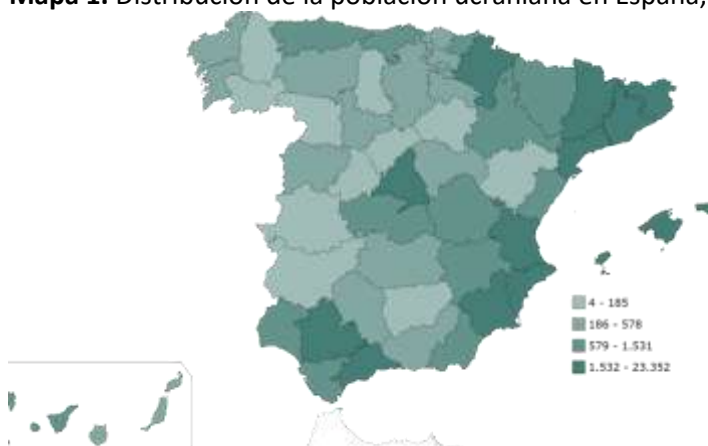 Mapa 1. Distribución de la población ucraniana en España,
4 - 185
186 - 578
579 - 1.531
1.532 - 23.352